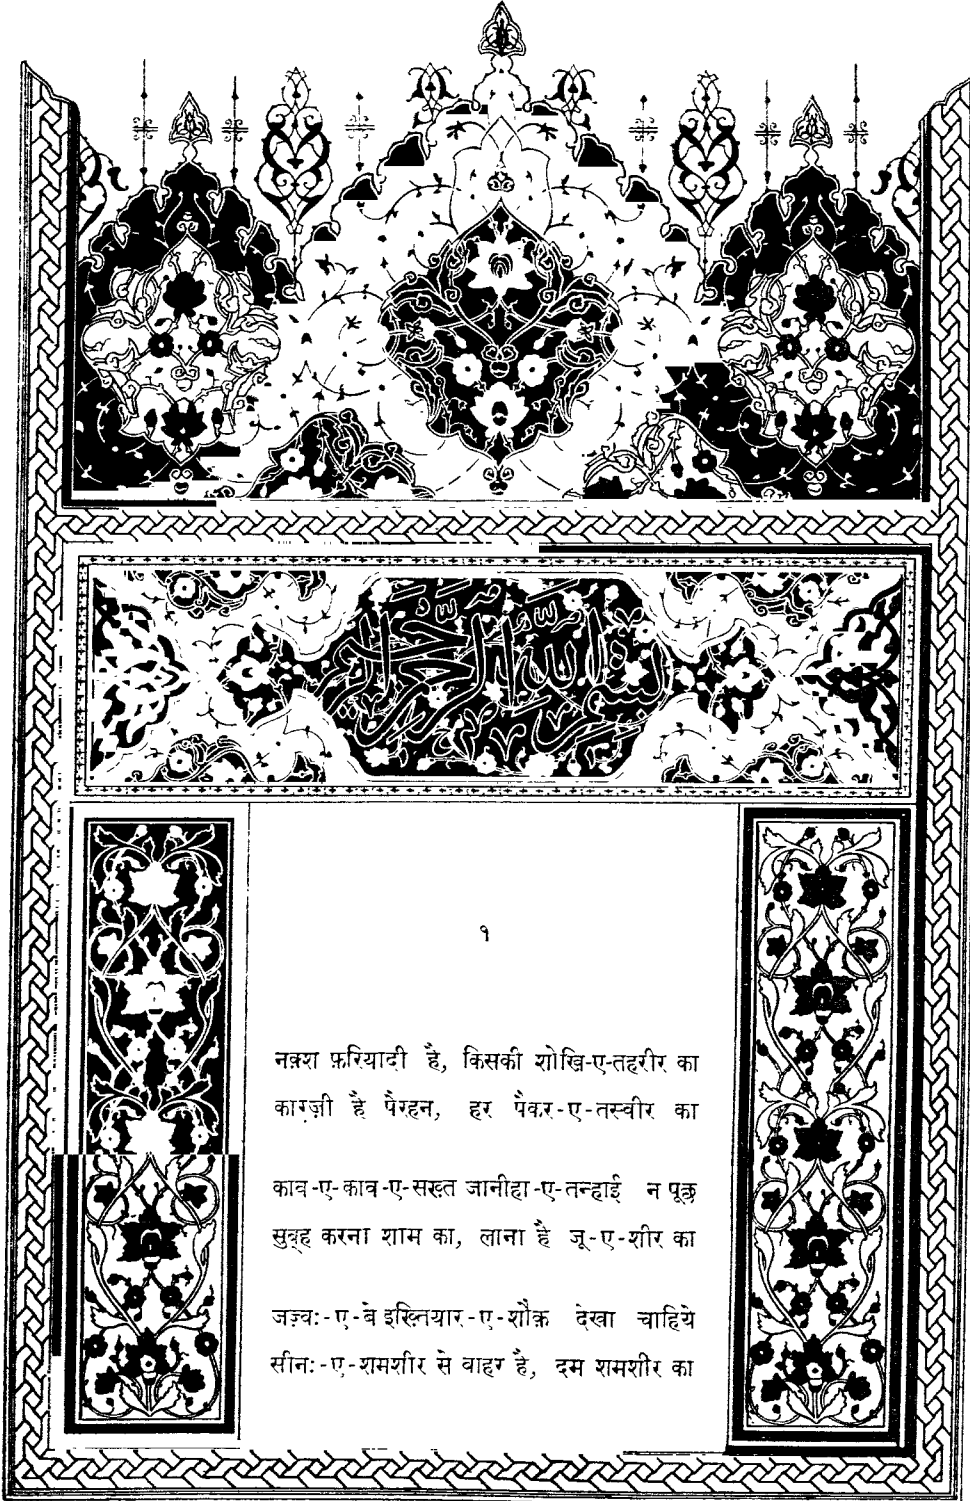 بسم الله الرحمن الرحيم
१
नक़्श फ़रियादी है, किसकी शोख़ि-ए-तहरीर का
काग़ज़ी है पैरहन, हर पैकर-ए-तस्वीर का
काव-ए-काव-ए-सख़्त जानीहा-ए-तन्हाई न पूछ
सुब्ह करना शाम का, लाना है जू-ए-शीर का
जज़्बः-ए-बे इख़्तियार-ए-शौक़ देखा चाहिये
सीनः-ए-शमशीर से बाहर है, दम शमशीर का